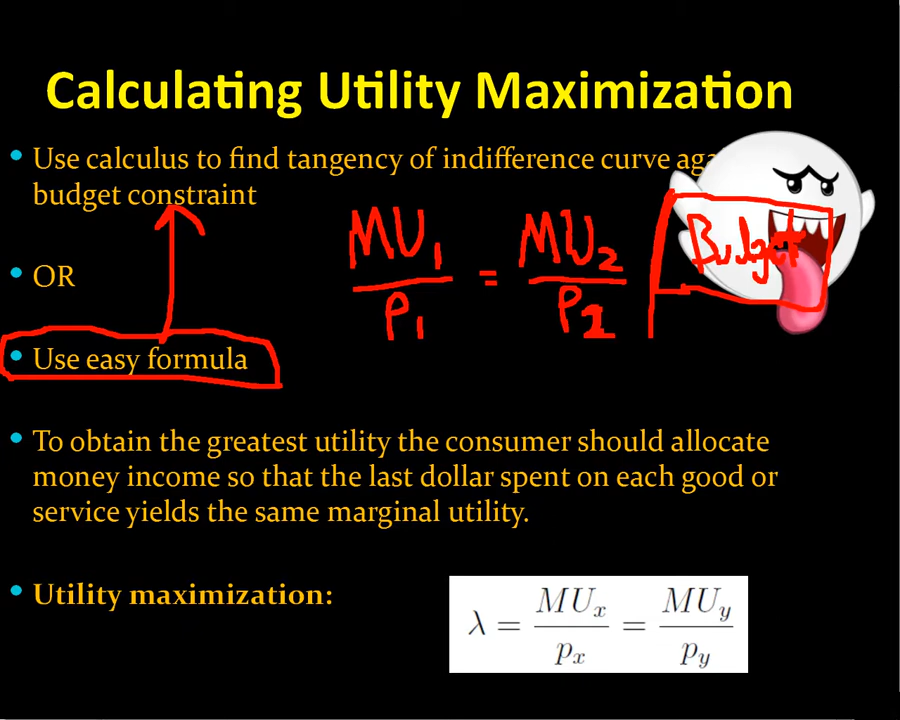 Calculating Utility Maximization
• Use calculus to find tangency of indifference curve aga
budget constraint
MU₁ = MU₂ Budget
P₁ P₂
• OR
• Use easy formula
• To obtain the greatest utility the consumer should allocate
money income so that the last dollar spent on each good or
service yields the same marginal utility.
• Utility maximization:
λ = MUₓ/pₓ = MU_y/p_y